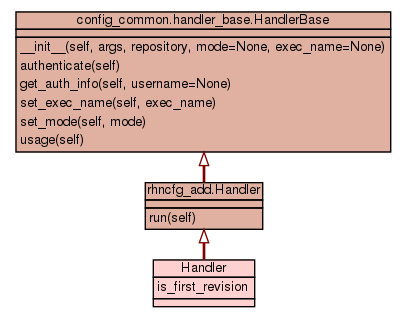 config_common.handler_base.HandlerBase
__init__(self, args, repository, mode=None, exec_name=None)
authenticate(self)
get_auth_info(self, username=None)
set_exec_name(self, exec_name)
set_mode(self, mode)
usage(self)
rhncfg_add.Handler
run(self)
Handler
is_first_revision